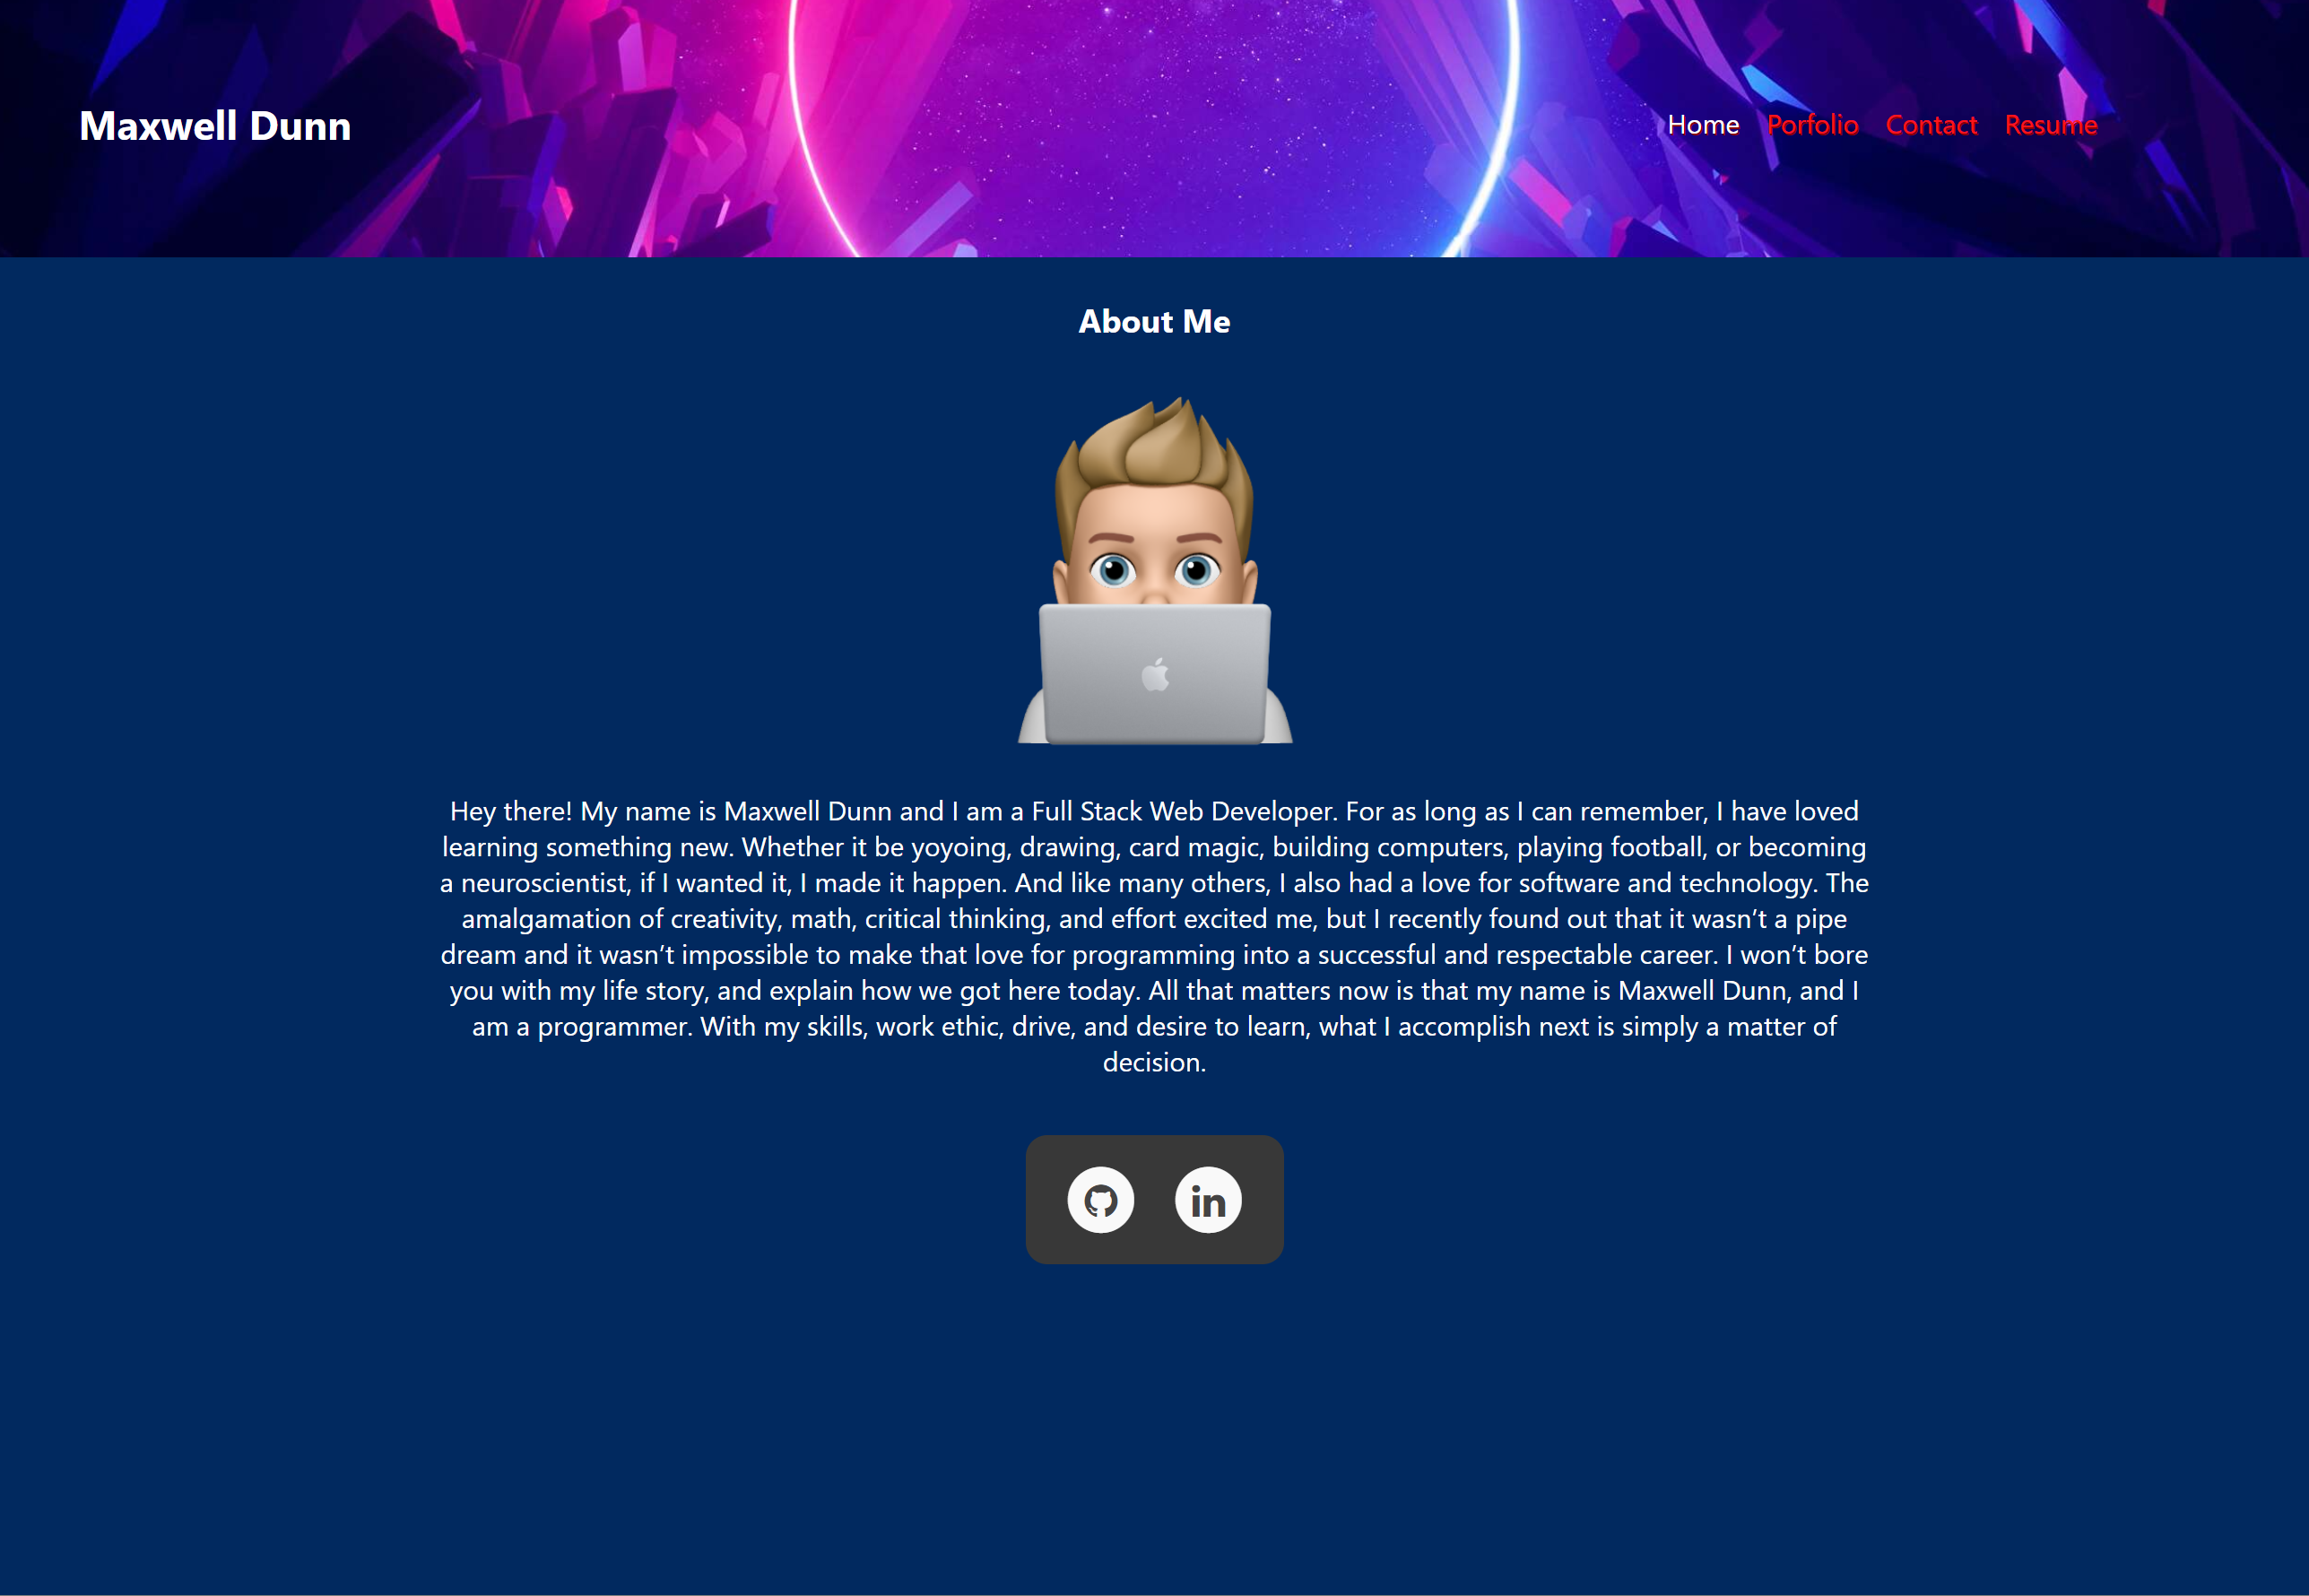 Maxwell Dunn
Home Porfolio Contact Resume
About Me
Hey there! My name is Maxwell Dunn and I am a Full Stack Web Developer. For as long as I can remember, I have loved
learning something new. Whether it be yoyoing, drawing, card magic, building computers, playing football, or becoming
a neuroscientist, if I wanted it, I made it happen. And like many others, I also had a love for software and technology. The
amalgamation of creativity, math, critical thinking, and effort excited me, but I recently found out that it wasn’t a pipe
dream and it wasn’t impossible to make that love for programming into a successful and respectable career. I won’t bore
you with my life story, and explain how we got here today. All that matters now is that my name is Maxwell Dunn, and I
am a programmer. With my skills, work ethic, drive, and desire to learn, what I accomplish next is simply a matter of
decision.
in